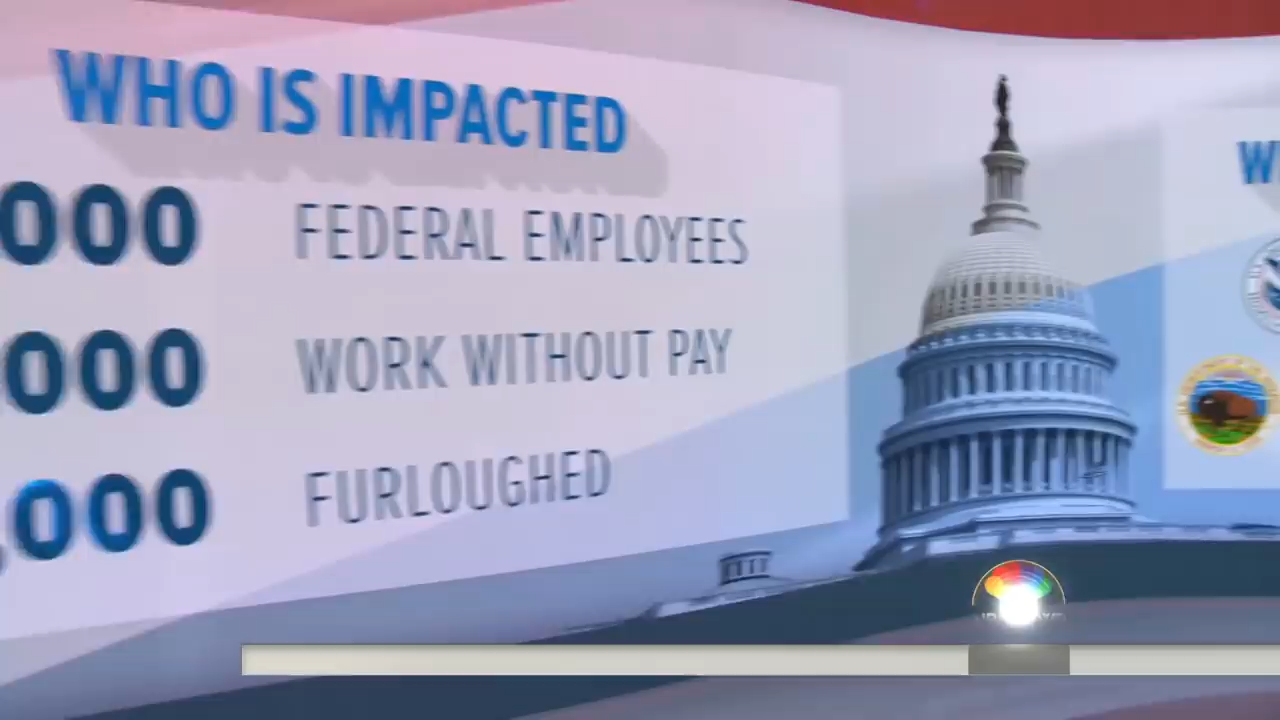 WHO IS IMPACTED
000 FEDERAL EMPLOYEES
000 WORK WITHOUT PAY
,000 FURLOUGHED